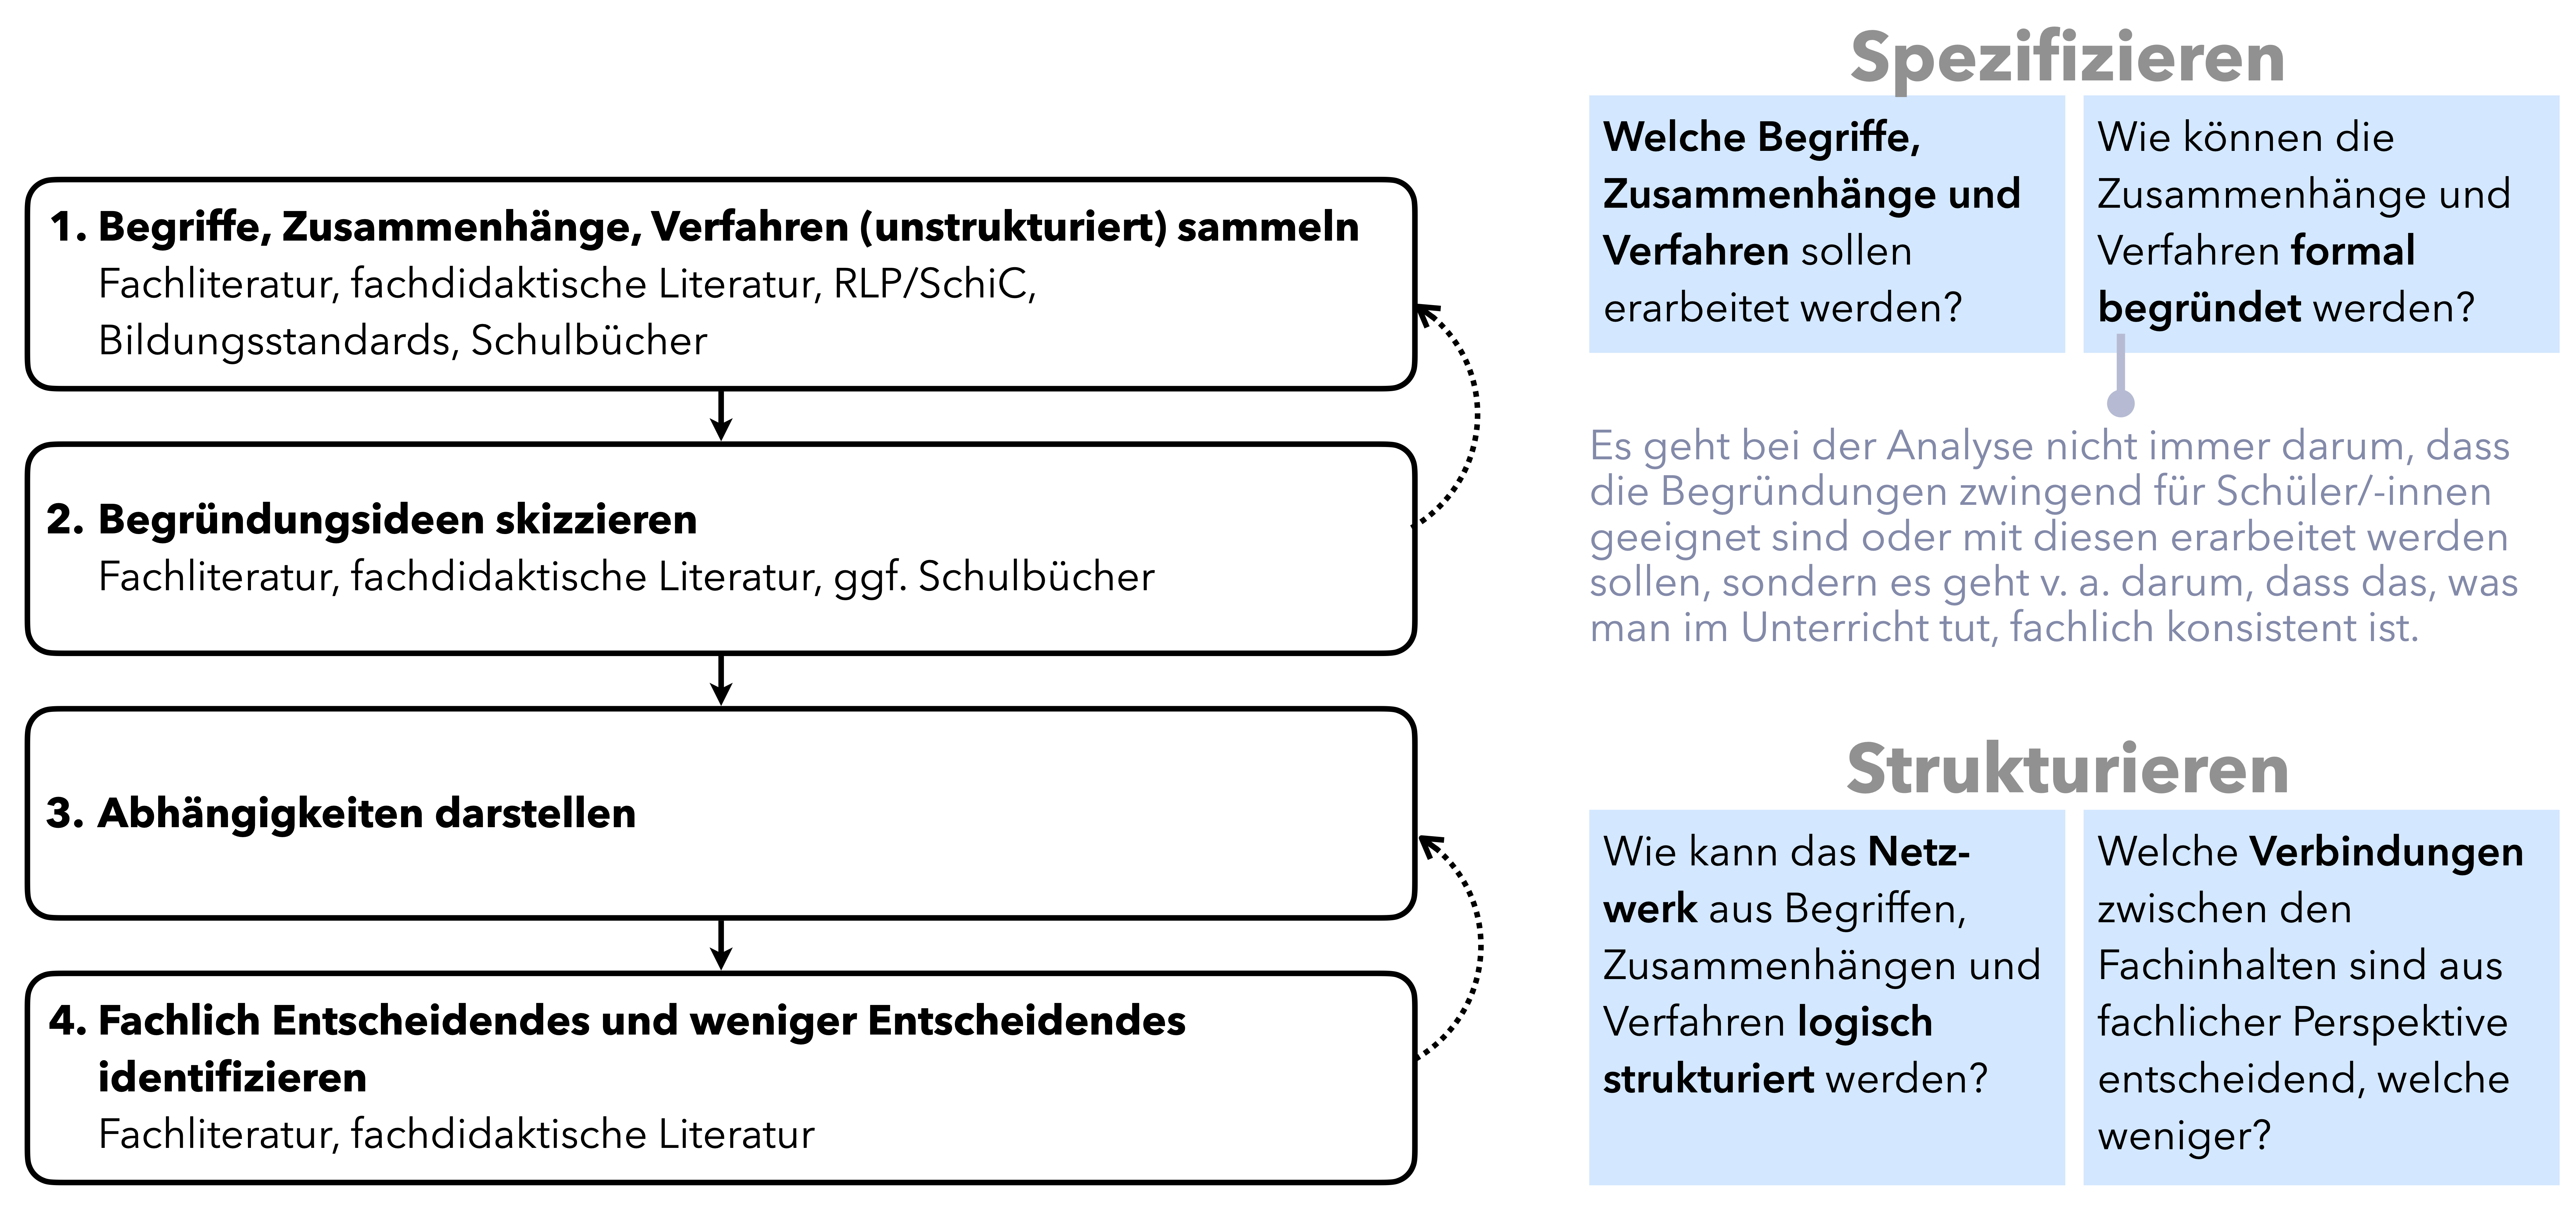 1. Begriffe, Zusammenhänge, Verfahren (unstrukturiert) sammeln
Fachliteratur, fachdidaktische Literatur, RLP/SchiC,
Bildungsstandards, Schulbücher
2. Begründungsideen skizzieren
Fachliteratur, fachdidaktische Literatur, ggf. Schulbücher
3. Abhängigkeiten darstellen
4. Fachlich Entscheidendes und weniger Entscheidendes
identifizieren
Fachliteratur, fachdidaktische Literatur
Spezifizieren
Welche Begriffe,
Zusammenhänge und
Verfahren sollen
erarbeitet werden?
Wie können die
Zusammenhänge und
Verfahren formal
begründet werden?
Es geht bei der Analyse nicht immer darum, dass
die Begründungen zwingend für Schüler/-innen
geeignet sind oder mit diesen erarbeitet werden
sollen, sondern es geht v. a. darum, dass das, was
man im Unterricht tut, fachlich konsistent ist.
Strukturieren
Wie kann das Netz-
werk aus Begriffen,
Zusammenhängen und
Verfahren logisch
strukturiert werden?
Welche Verbindungen
zwischen den
Fachinhalten sind aus
fachlicher Perspektive
entscheidend, welche
weniger?